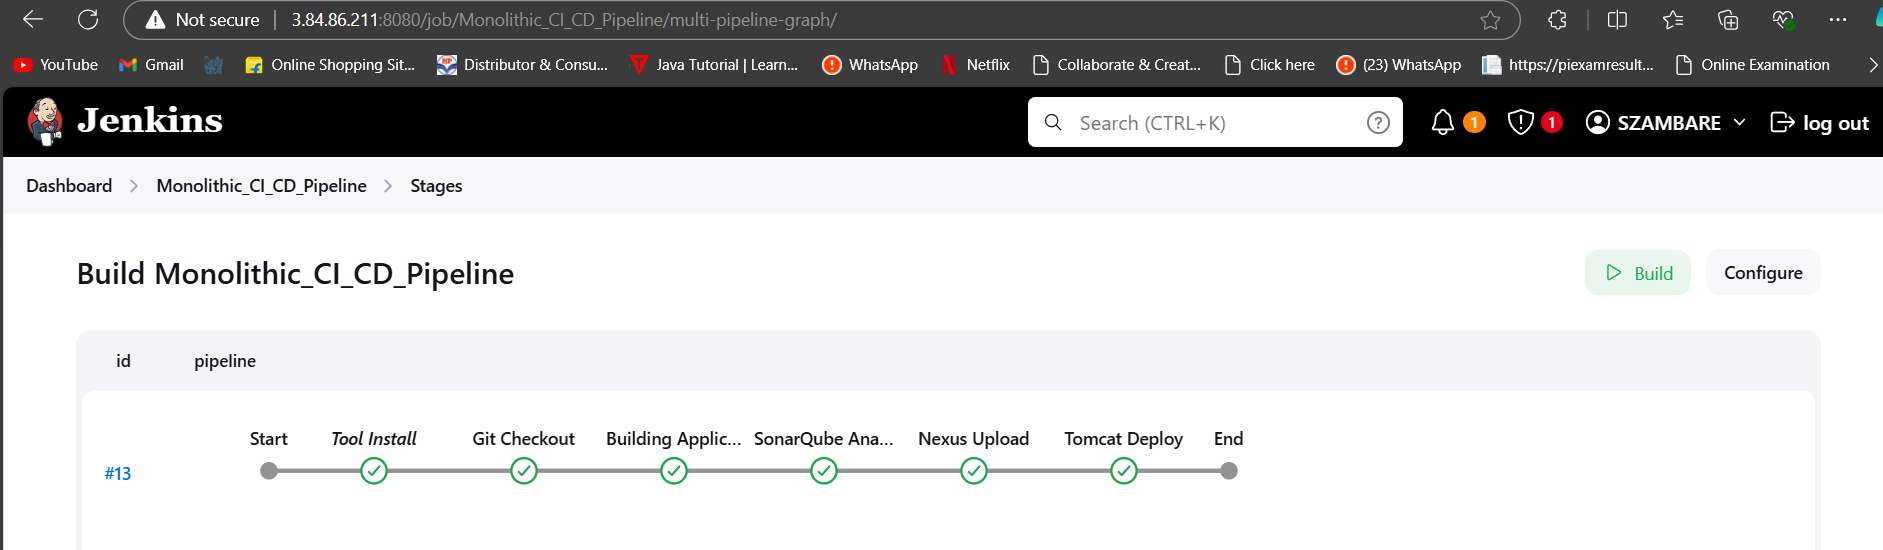 Not secure 3.84.86.211:8080/job/Monolithic_CI_CD_Pipeline/multi-pipeline-graph/
YouTube Gmail Online Shopping Sit... Distributor & Consu... Java Tutorial | Learn... WhatsApp Netflix Collaborate & Creat... Click here (23) WhatsApp https://piexamresult... Online Examination
Jenkins Search (CTRL+K) 1 1 SZAMBARE log out
Dashboard Monolithic_CI_CD_Pipeline Stages
Build Monolithic_CI_CD_Pipeline Build Configure
id pipeline
Start Tool Install Git Checkout Building Applic... SonarQube Ana... Nexus Upload Tomcat Deploy End
#13